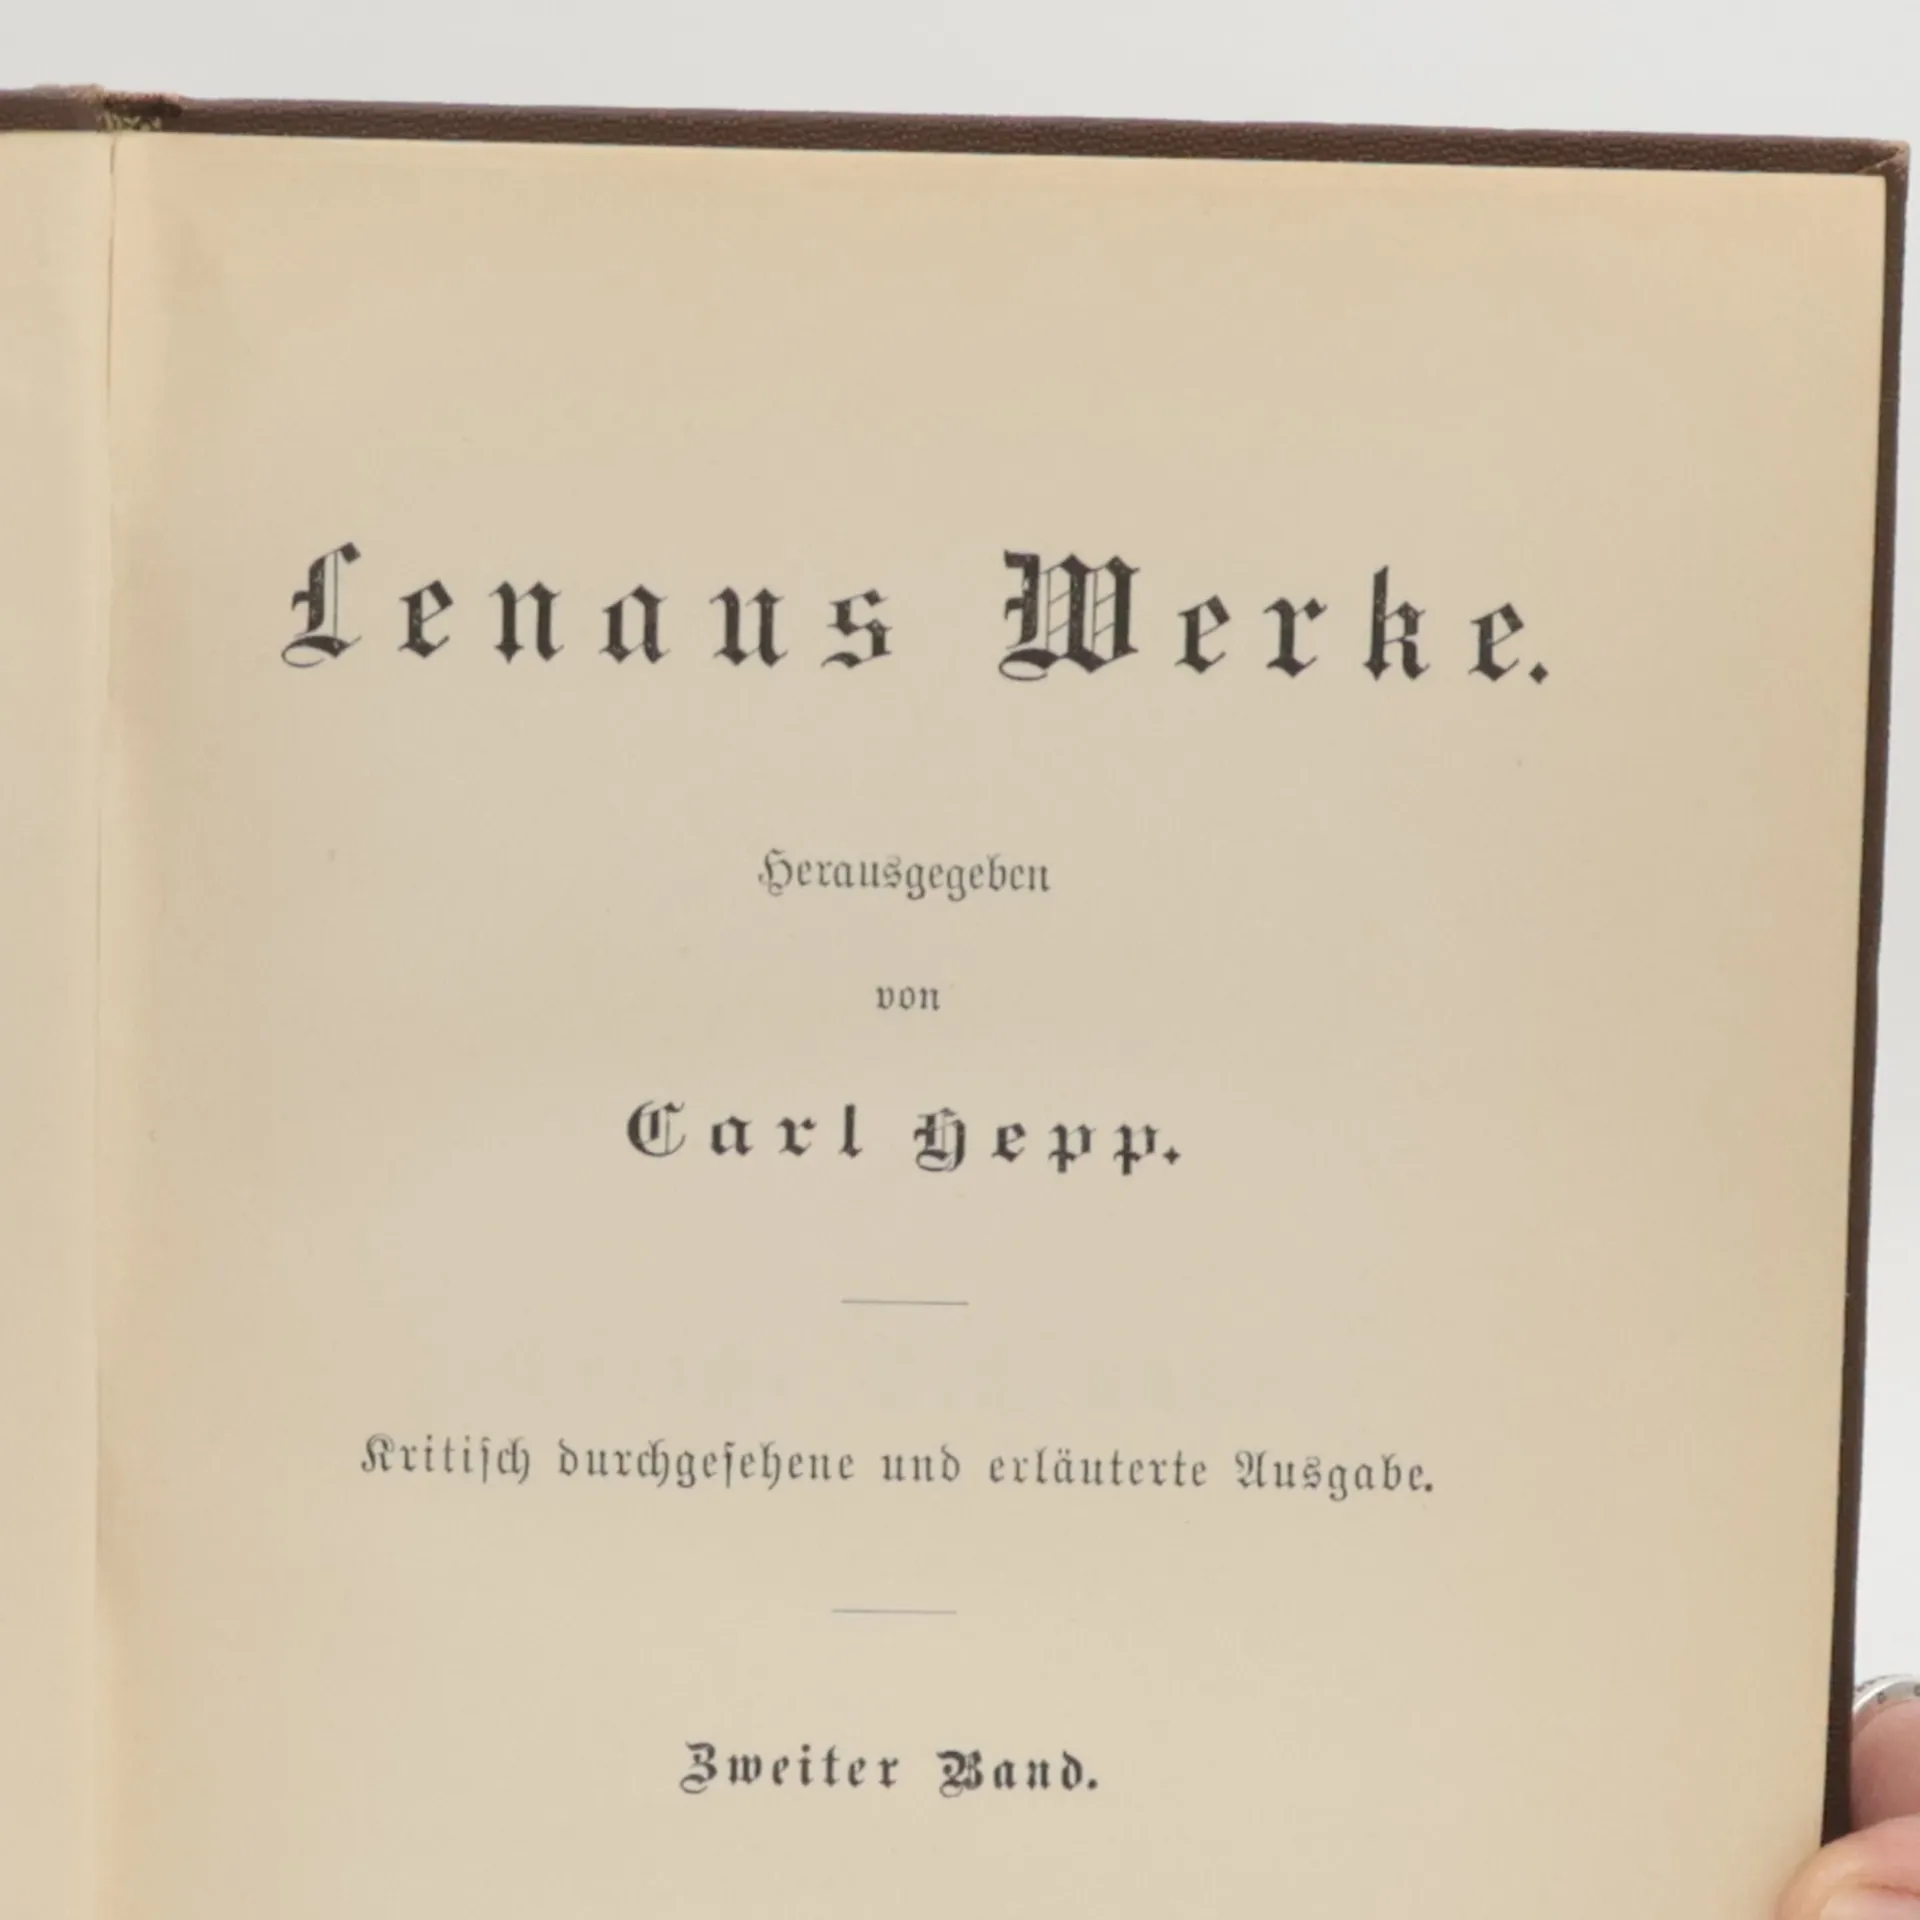 Lenaus Werke.
Herausgegeben
von
Carl Hepp.
Kritiſch durchgeſehene und erläuterte Ausgabe.
Zweiter Band.